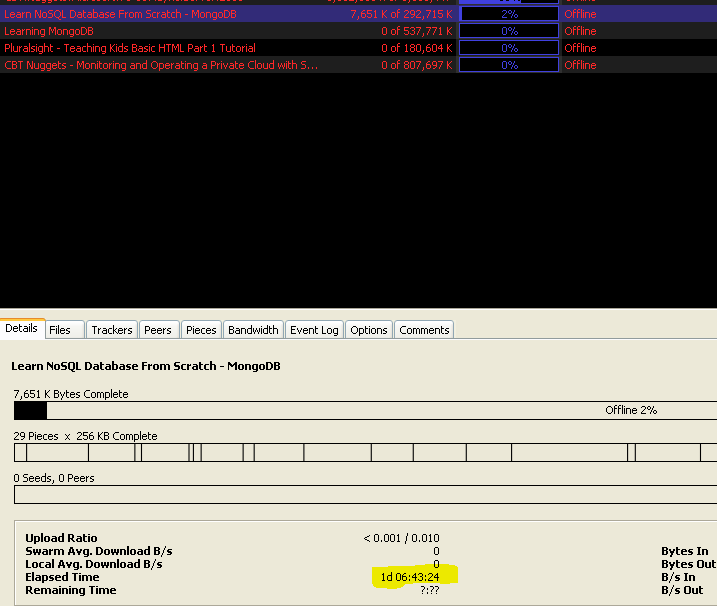 Learn NoSQL Database From Scratch - MongoDB 7,651 K of 292,715 K 2% Offline
Learning MongoDB 0 of 537,771 K 0% Offline
Pluralsight - Teaching Kids Basic HTML Part 1 Tutorial 0 of 180,604 K 0% Offline
CBT Nuggets - Monitoring and Operating a Private Cloud with S... 0 of 807,697 K 0% Offline
Details Files Trackers Peers Pieces Bandwidth Event Log Options Comments
Learn NoSQL Database From Scratch - MongoDB
7,651 K Bytes Complete
Offline 2%
29 Pieces x 256 KB Complete
0 Seeds, 0 Peers
Upload Ratio < 0.001 / 0.010
Swarm Avg. Download B/s 0 Bytes In
Local Avg. Download B/s 0 Bytes Out
Elapsed Time 1d 06:43:24 B/s In
Remaining Time ?:?? B/s Out